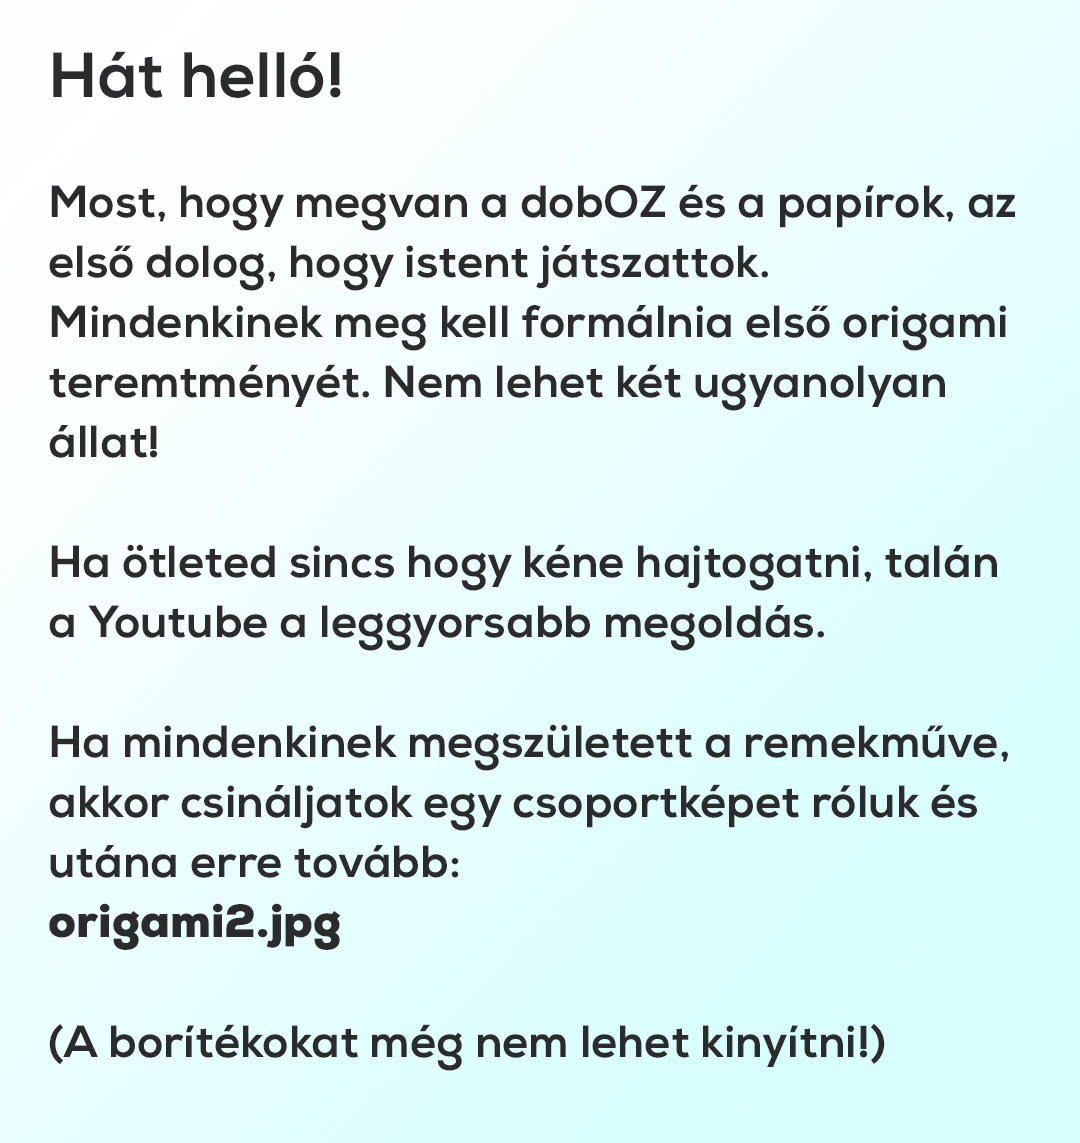 Hát helló!
Most, hogy megvan a dobOZ és a papírok, az
első dolog, hogy istent játszattok.
Mindenkinek meg kell formálnia első origami
teremtményét. Nem lehet két ugyanolyan
állat!
Ha ötleted sincs hogy kéne hajtogatni, talán
a Youtube a leggyorsabb megoldás.
Ha mindenkinek megszületett a remekműve,
akkor csináljatok egy csoportképet róluk és
utána erre tovább:
origami2.jpg
(A borítékokat még nem lehet kinyítni!)